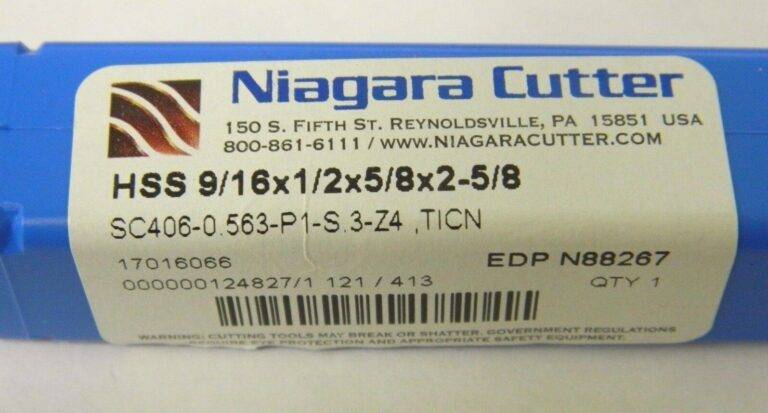 Niagara Cutter
150 S. FIFTH ST. REYNOLDSVILLE, PA 15851 USA
800-861-6111 / WWW.NIAGARACUTTER.COM
HSS 9/16x1/2x5/8x2-5/8
SC406-0.563-P1-S.3-Z4 ,TICN
17016066 EDP N88267
000000124827/1 121 / 413 QTY 1
WARNING: CUTTING TOOLS MAY BREAK OR SHATTER. GOVERNMENT REGULATIONS
REQUIRE EYE PROTECTION AND APPROPRIATE SAFETY EQUIPMENT.